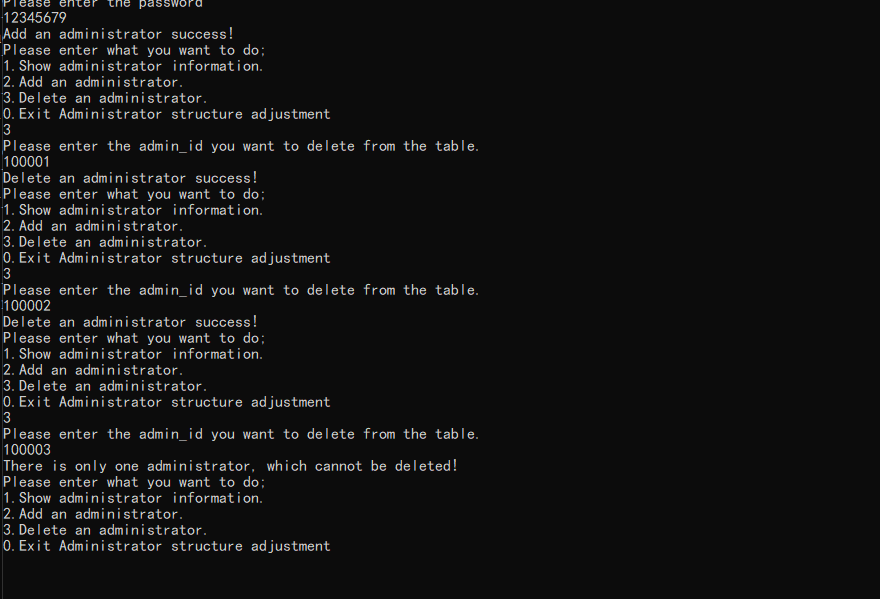 Please enter the password
12345679
Add an administrator success!
Please enter what you want to do;
1.Show administrator information.
2.Add an administrator.
3.Delete an administrator.
0.Exit Administrator structure adjustment
3
Please enter the admin_id you want to delete from the table.
100001
Delete an administrator success!
Please enter what you want to do;
1.Show administrator information.
2.Add an administrator.
3.Delete an administrator.
0.Exit Administrator structure adjustment
3
Please enter the admin_id you want to delete from the table.
100002
Delete an administrator success!
Please enter what you want to do;
1.Show administrator information.
2.Add an administrator.
3.Delete an administrator.
0.Exit Administrator structure adjustment
3
Please enter the admin_id you want to delete from the table.
100003
There is only one administrator, which cannot be deleted!
Please enter what you want to do;
1.Show administrator information.
2.Add an administrator.
3.Delete an administrator.
0.Exit Administrator structure adjustment